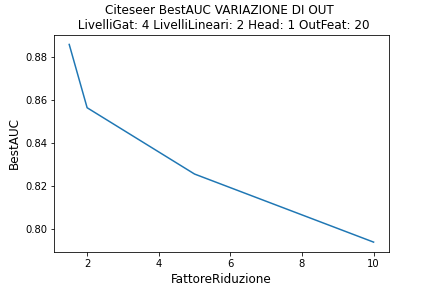 Citeseer BestAUC VARIAZIONE DI OUT
LivelliGat: 4 LivelliLineari: 2 Head: 1 OutFeat: 20
0.88
0.86
0.84
0.82
0.80
BestAUC
2 4 6 8 10
FattoreRiduzione